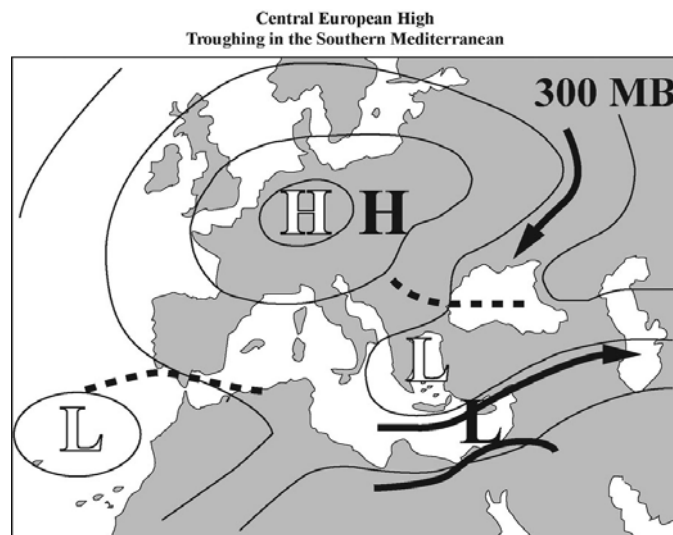 Central European High
Troughing in the Southern Mediterranean
300 MB
H H
L
L L